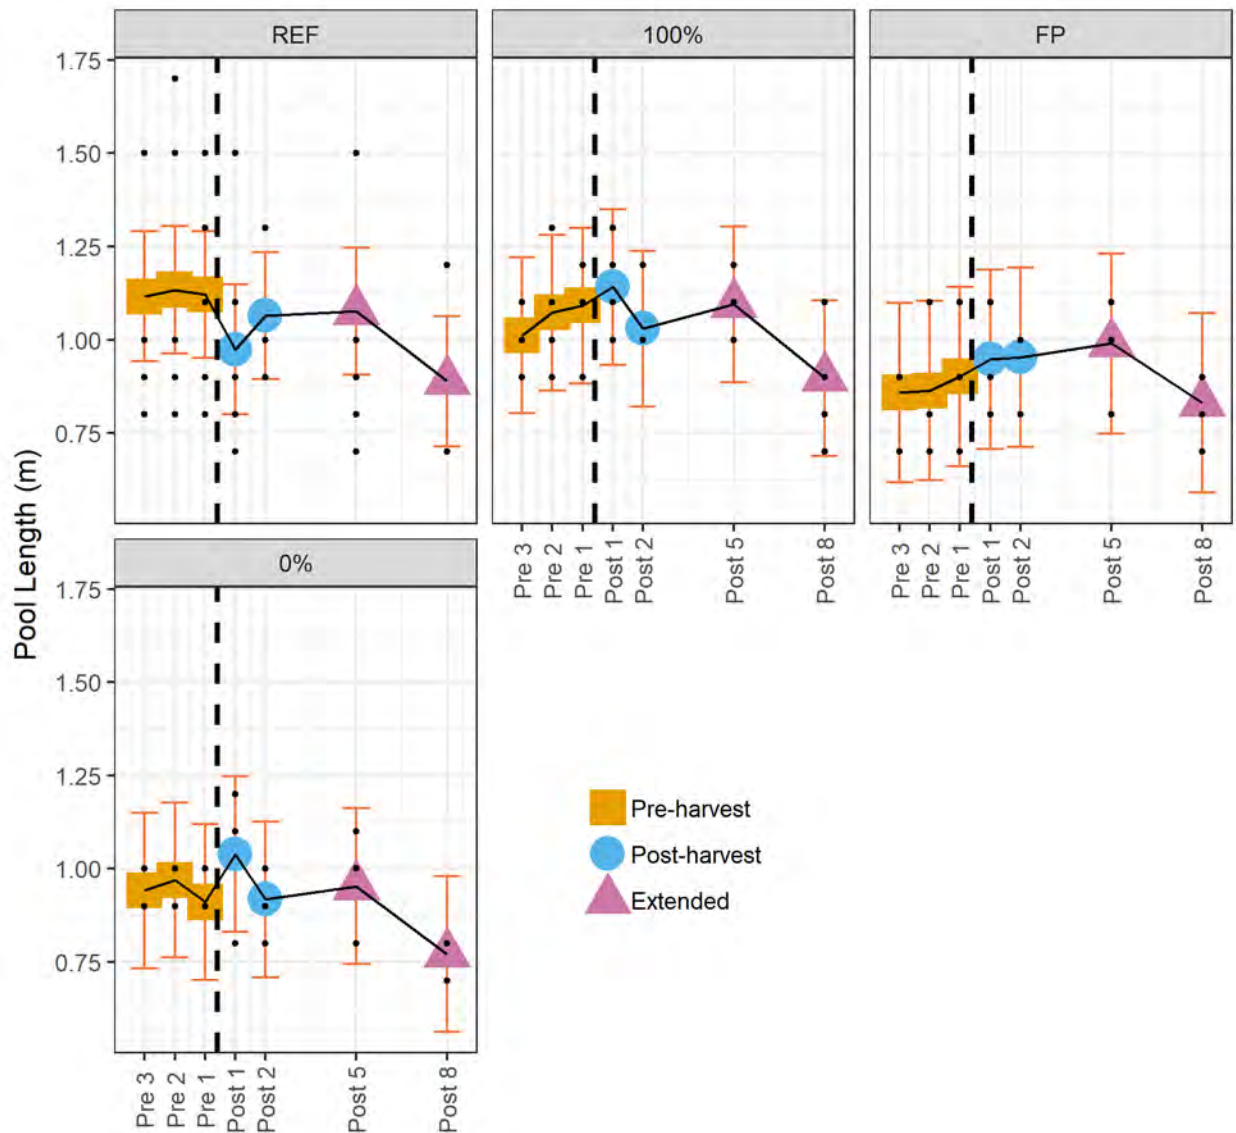 REF
100%
FP
1.75
1.50
1.25
1.00
0.75
Pre 3
Pre 2
Pre 1
Post 1
Post 2
Post 5
Post 8
Pre 3
Pre 2
Pre 1
Post 1
Post 2
Post 5
Post 8
Pool Length (m)
0%
1.75
1.50
1.25
1.00
0.75
Pre 3
Pre 2
Pre 1
Post 1
Post 2
Post 5
Post 8
Pre-harvest
Post-harvest
Extended